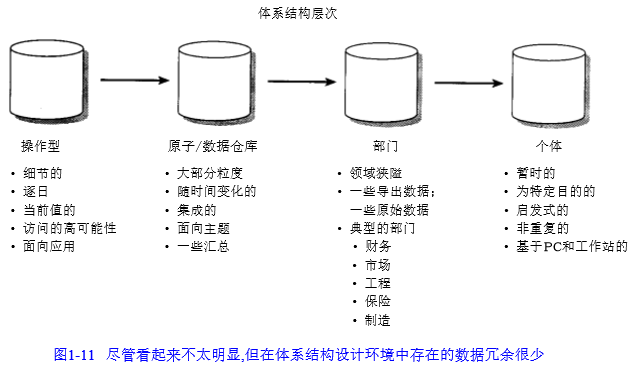 体系结构层次
操作型
• 细节的
• 逐日
• 当前值的
• 访问的高可能性
• 面向应用
原子/数据仓库
• 大部分粒度
• 随时间变化的
• 集成的
• 面向主题
• 一些汇总
部门
• 领域狭隘
• 一些导出数据;
一些原始数据
• 典型的部门
• 财务
• 市场
• 工程
• 保险
• 制造
个体
• 暂时的
• 为特定目的的
• 启发式的
• 非重复的
• 基于PC和工作站的
图1-11 尽管看起来不太明显,但在体系结构设计环境中存在的数据冗余很少